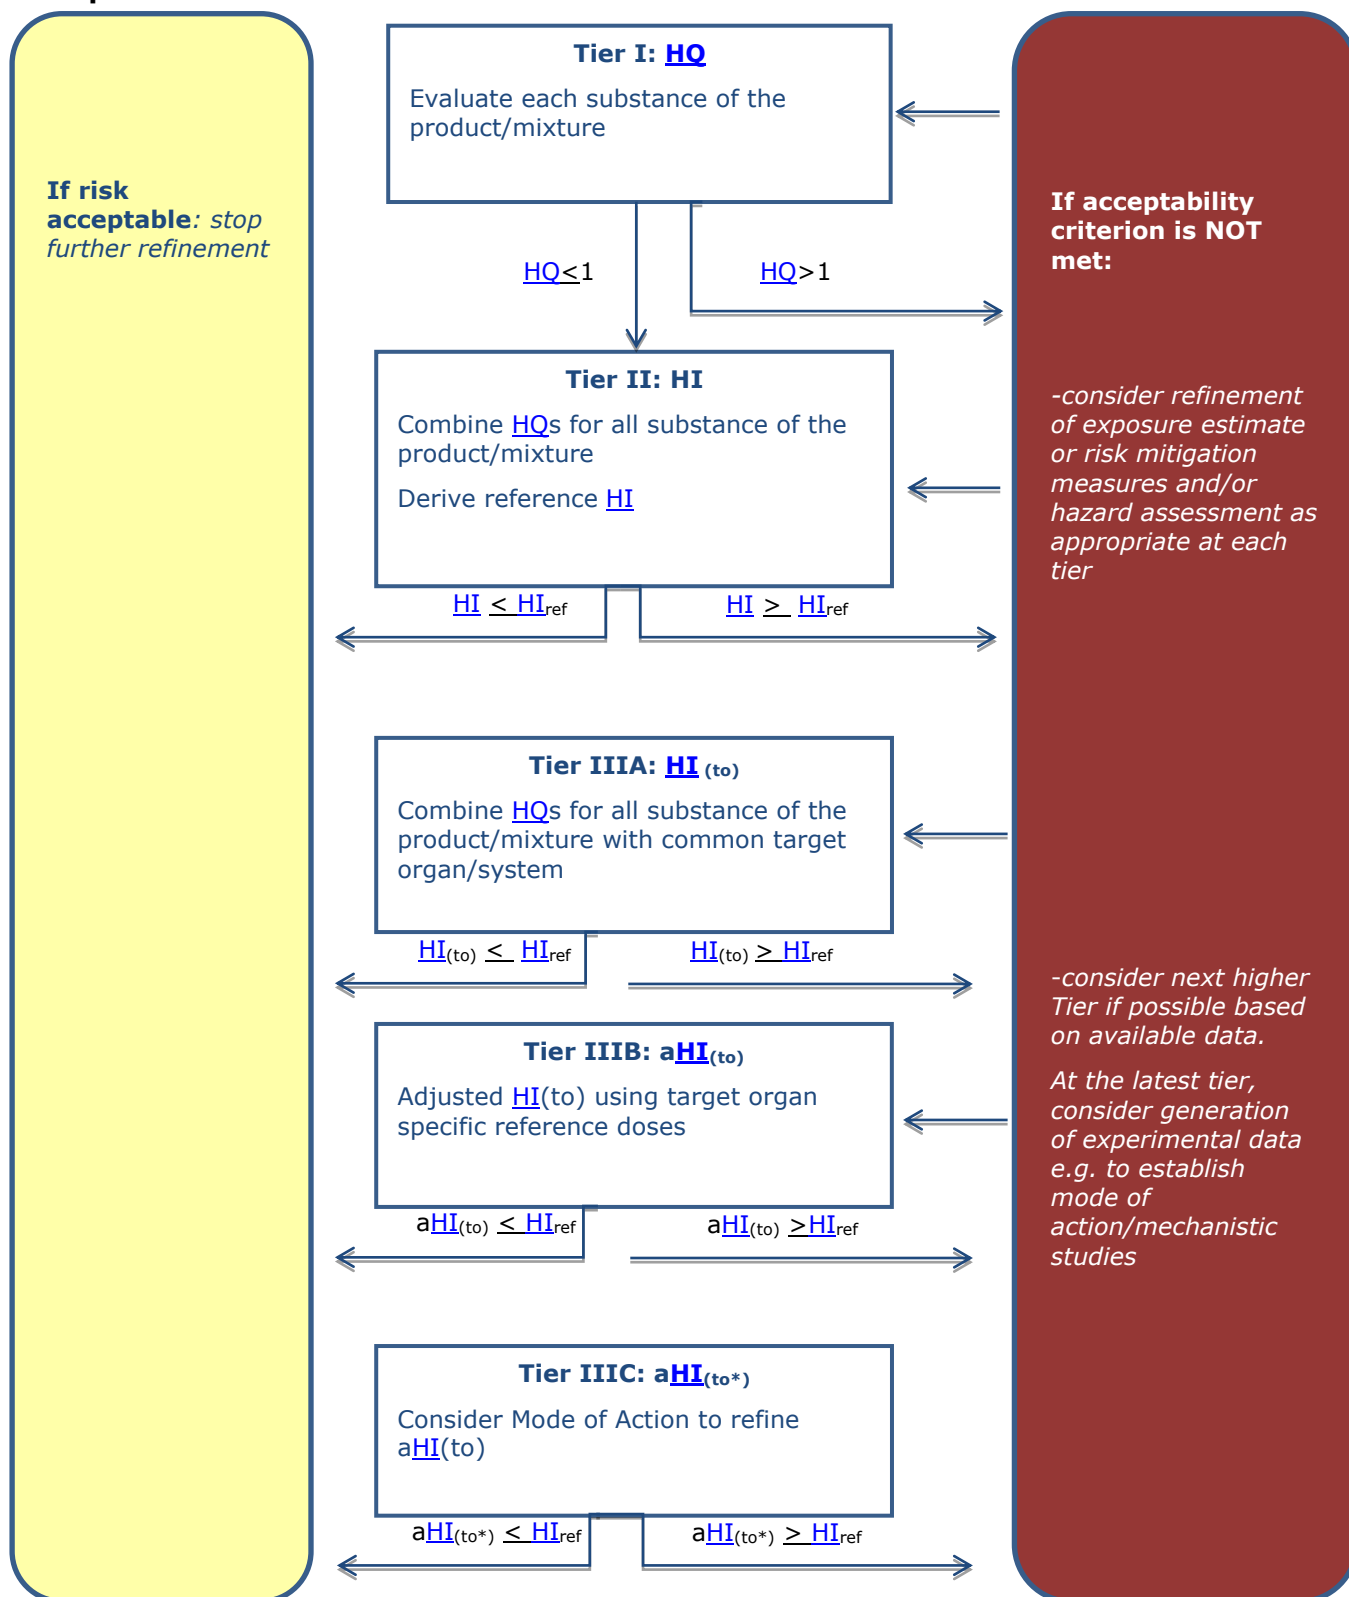 If risk
acceptable: stop
further refinement
Tier I: HQ
Evaluate each substance of the
product/mixture
HQ<1
HQ>1
Tier II: HI
Combine HQs for all substance of the
product/mixture
Derive reference HI
HI < HIref
HI > HIref
Tier IIIA: HI (to)
Combine HQs for all substance of the
product/mixture with common target
organ/system
HI(to) < HIref
HI(to) > HIref
Tier IIIB: aHI(to)
Adjusted HI(to) using target organ
specific reference doses
aHI(to) < HIref
aHI(to) >HIref
Tier IIIC: aHI(to*)
Consider Mode of Action to refine
aHI(to)
aHI(to*) < HIref
aHI(to*) > HIref
If acceptability
criterion is NOT
met:
-consider refinement
of exposure estimate
or risk mitigation
measures and/or
hazard assessment as
appropriate at each
tier
-consider next higher
Tier if possible based
on available data.
At the latest tier,
consider generation
of experimental data
e.g. to establish
mode of
action/mechanistic
studies